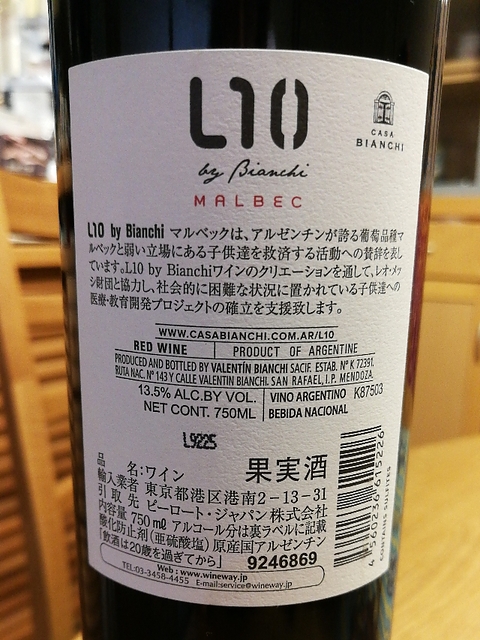 L10
by Bianchi
MALBEC
CASA
BIANCHI
L10 by Bianchi マルベックは、アルゼンチンが誇る葡萄品種マ
ルベックと弱い立場にある子供達を救済する活動への賛辞を表し
ています。L10 by Bianchiワインのクリエーションを通して、レオ・メッ
シ財団と協力し、社会的に困難な状況に置かれている子供達への
医療・教育開発プロジェクトの確立を支援致します。
WWW.CASABIANCHI.COM.AR/L10
RED WINE PRODUCT OF ARGENTINE
PRODUCED AND BOTTLED BY VALENTÍN BIANCHI SACIF. ESTAB. N° K 72391.
RUTA NAC. N° 143 Y CALLE VALENTIN BIANCHI. SAN RAFAEL, I.P. MENDOZA.
13.5% ALC.BY VOL. VINO ARGENTINO K87503
NET CONT. 750ML BEBIDA NACIONAL
L9225
品名:ワイン 果実酒
輸入業者 東京都港区港南2-13-31
引取先 ピーロート・ジャパン株式会社
内容量 750㎖ アルコール分は裏ラベルに記載
酸化防止剤(亜硫酸塩) 原産国アルゼンチン
「飲酒は20歳を過ぎてから」 9246869
Web : www.wineway.jp
TEL:03-3458-4455 E-mail:service@wineway.jp
4 560236 615226
CONTAINS SULFITES